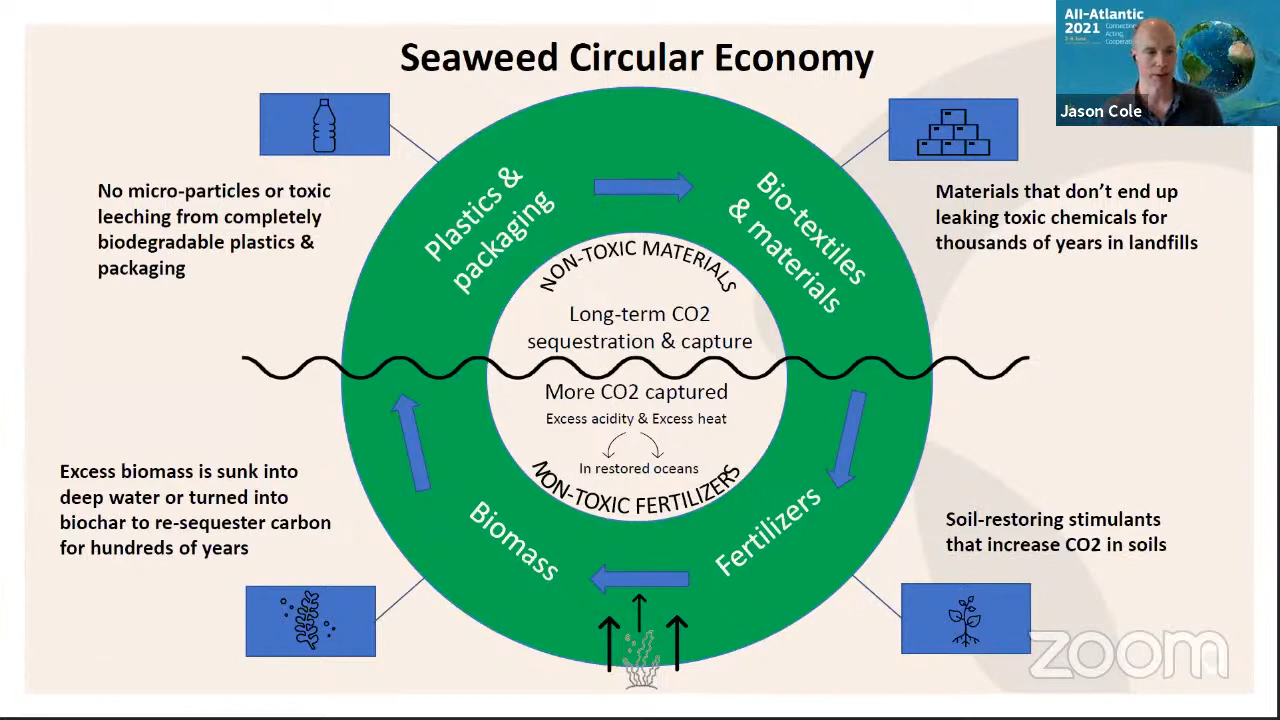 Seaweed Circular Economy
All-Atlantic
2021
Connecting
Acting
Cooperating
Jason Cole
No micro-particles or toxic
leeching from completely
biodegradable plastics &
packaging
Plastics &
packaging
Bio-textiles
& materials
Materials that don't end up
leaking toxic chemicals for
thousands of years in landfills
NON-TOXIC MATERIALS
Long-term CO2
sequestration & capture
More CO2 captured
Excess acidity & Excess heat
In restored oceans
NON-TOXIC FERTILIZERS
Excess biomass is sunk into
deep water or turned into
biochar to re-sequester carbon
for hundreds of years
Biomass
Fertilizers
Soil-restoring stimulants
that increase CO2 in soils
zoom